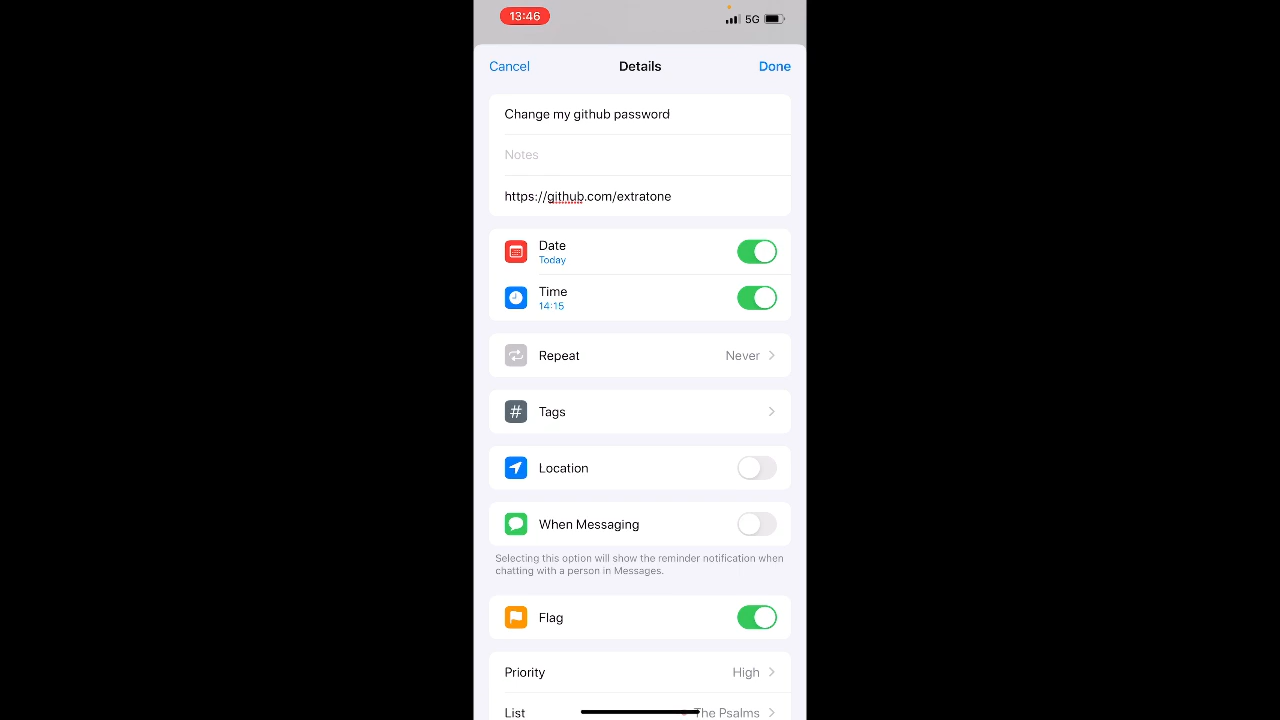 13:46
5G
Cancel
Details
Done
Change my github password
Notes
https://github.com/extratone
Date
Today
Time
14:15
Repeat
Never
Tags
Location
When Messaging
Selecting this option will show the reminder notification when
chatting with a person in Messages.
Flag
Priority
High
List
The Psalms